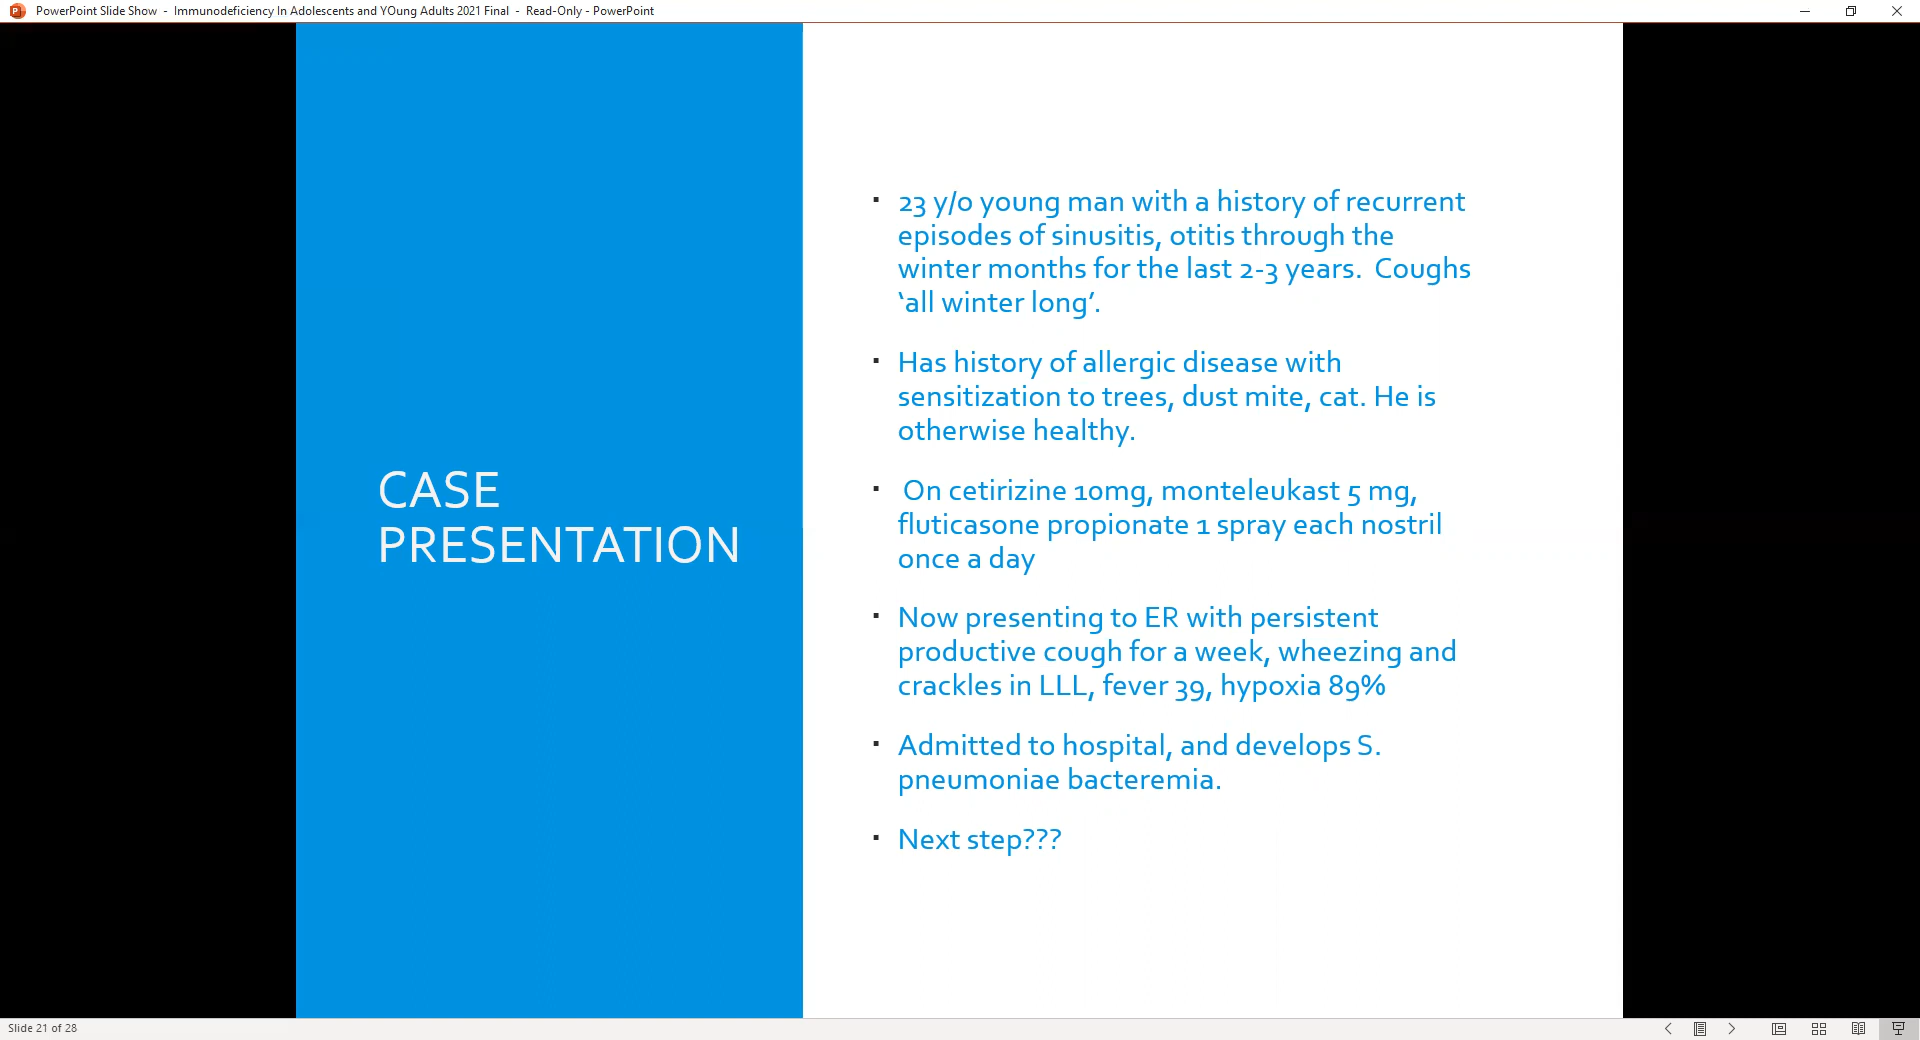 PowerPoint Slide Show - Immunodeficiency In Adolescents and YOung Adults 2021 Final - Read-Only - PowerPoint
CASE
PRESENTATION
▪ 23 y/o young man with a history of recurrent
episodes of sinusitis, otitis through the
winter months for the last 2-3 years. Coughs
‘all winter long’.
▪ Has history of allergic disease with
sensitization to trees, dust mite, cat. He is
otherwise healthy.
▪ On cetirizine 10mg, monteleukast 5 mg,
fluticasone propionate 1 spray each nostril
once a day
▪ Now presenting to ER with persistent
productive cough for a week, wheezing and
crackles in LLL, fever 39, hypoxia 89%
▪ Admitted to hospital, and develops S.
pneumoniae bacteremia.
▪ Next step???
Slide 21 of 28